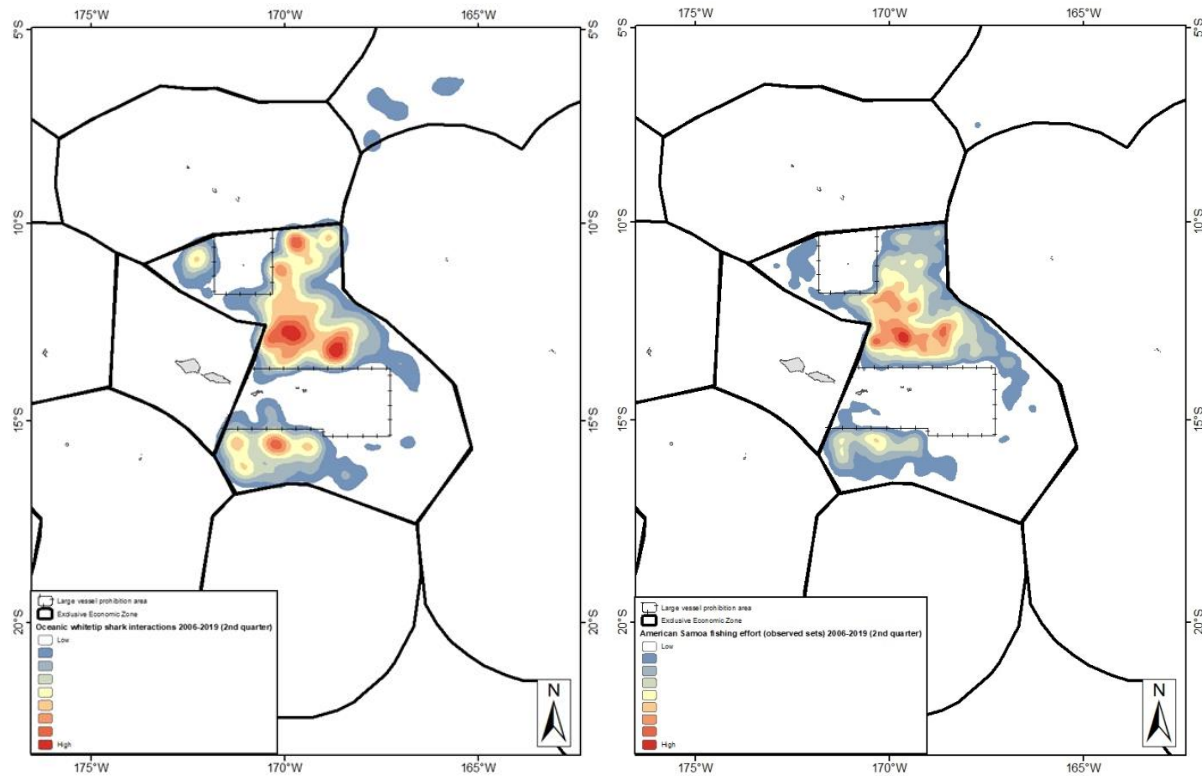 175°W 170°W 165°W
5°S 5°S
10°S 10°S
15°S 15°S
20°S 20°S
Large vessel prohibition area
Exclusive Economic Zone
Oceanic whitetip shark interactions 2006-2019 (2nd quarter)
Low
High
N
175°W 170°W 165°W
175°W 170°W 165°W
5°S 5°S
10°S 10°S
15°S 15°S
20°S 20°S
Large vessel prohibition area
Exclusive Economic Zone
American Samoa fishing effort (observed sets) 2006-2019 (2nd quarter)
Low
High
N
175°W 170°W 165°W